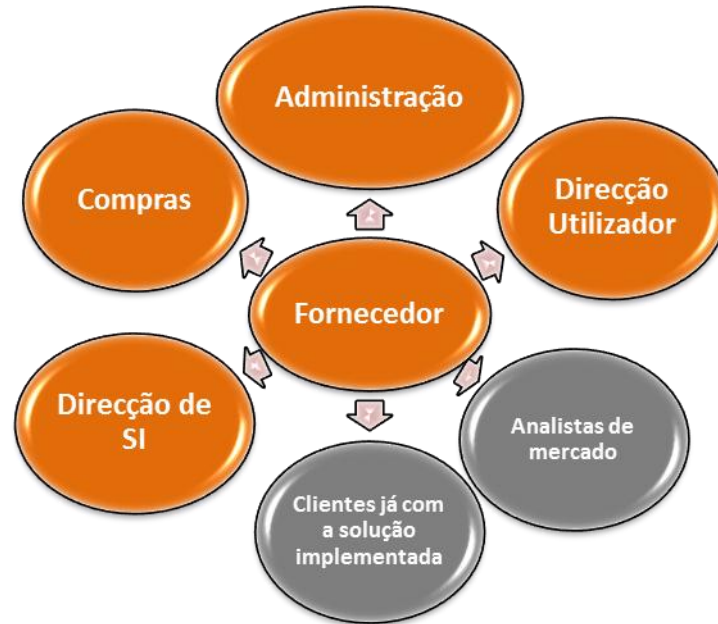 Administração
Compras
Direcção
Utilizador
Fornecedor
Direcção de
SI
Analistas de
mercado
Clientes já com
a solução
implementada